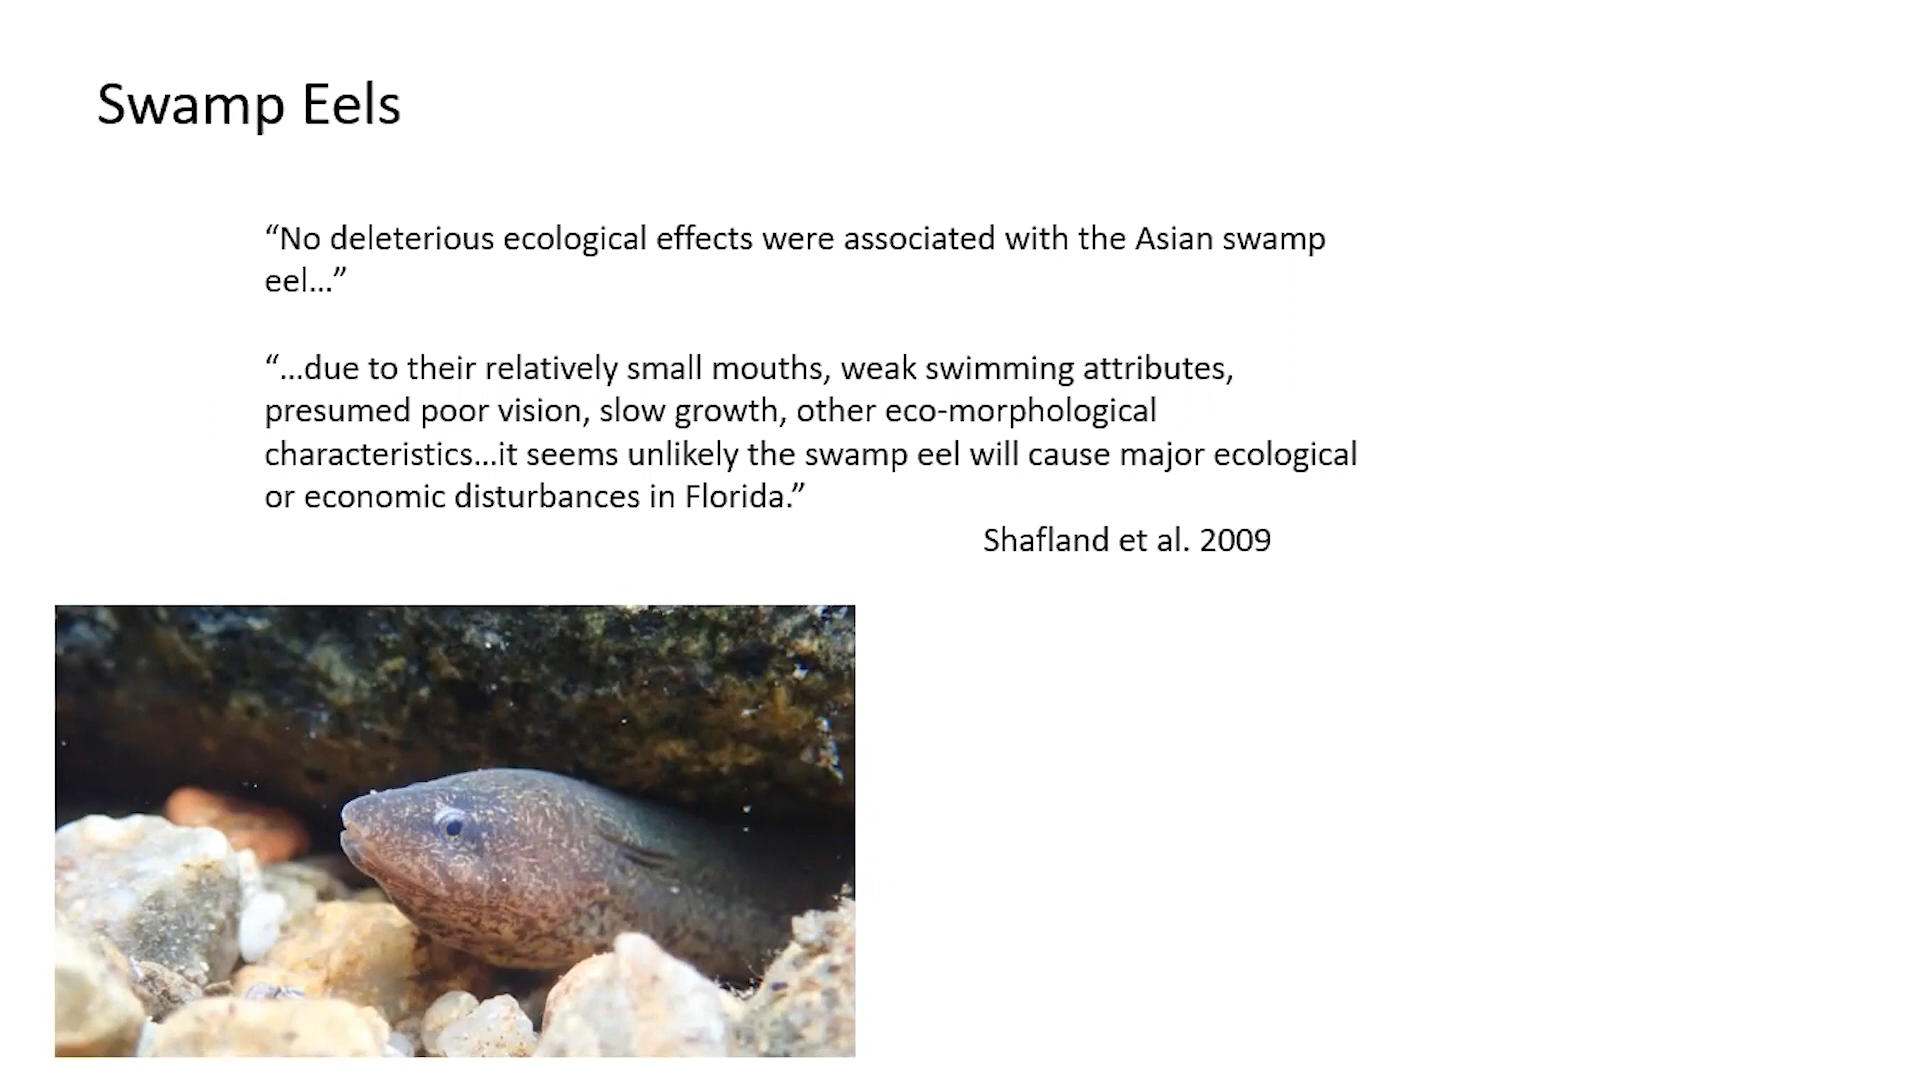 Swamp Eels
“No deleterious ecological effects were associated with the Asian swamp
eel…”
“…due to their relatively small mouths, weak swimming attributes,
presumed poor vision, slow growth, other eco-morphological
characteristics…it seems unlikely the swamp eel will cause major ecological
or economic disturbances in Florida.”
Shafland et al. 2009